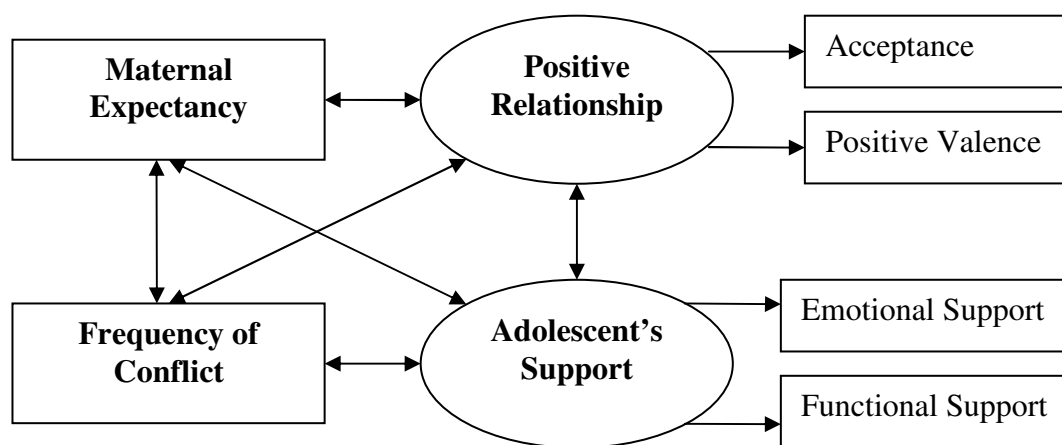 Maternal
Expectancy
Positive
Relationship
Acceptance
Positive Valence
Frequency of
Conflict
Adolescent’s
Support
Emotional Support
Functional Support